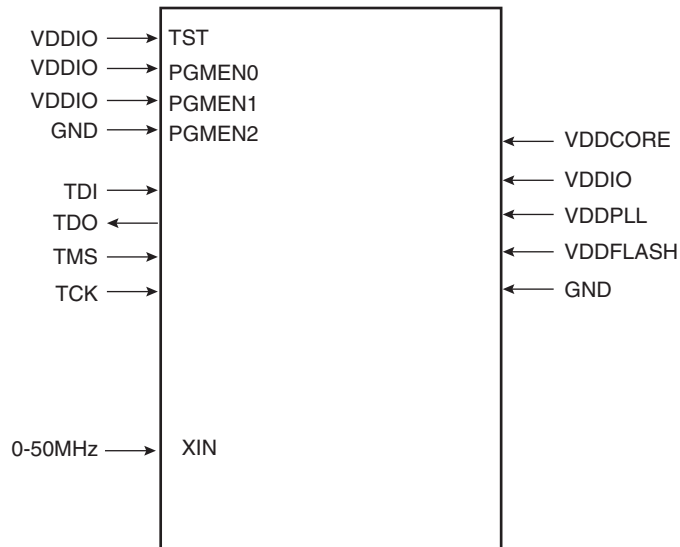 VDDIO TST
VDDIO PGMEN0
VDDIO PGMEN1
GND PGMEN2
VDDCORE
VDDIO
TDI
TDO
VDDPLL
TMS
VDDFLASH
TCK
GND
0-50MHz XIN